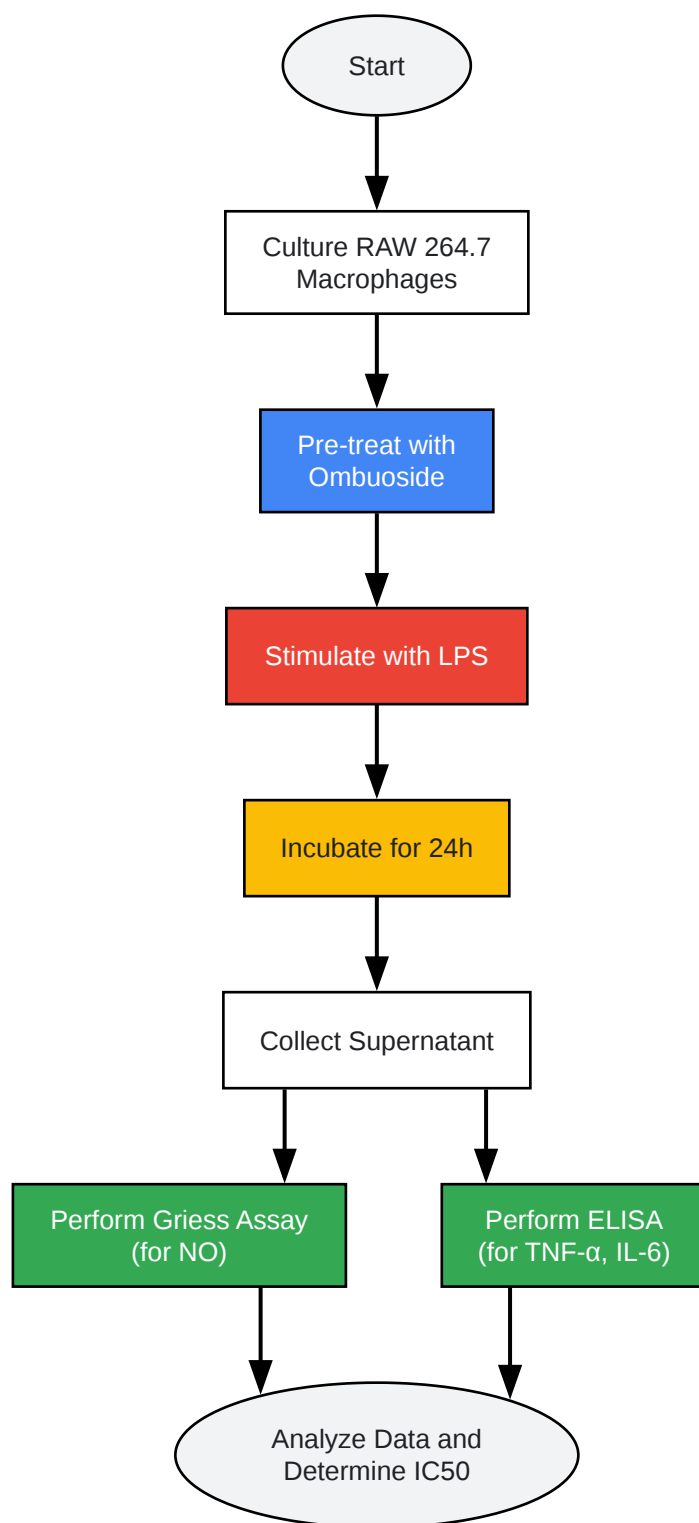 Start
Culture RAW 264.7
Macrophages
Pre-treat with
Ombuoside
Stimulate with LPS
Incubate for 24h
Collect Supernatant
Perform Griess Assay
(for NO)
Perform ELISA
(for TNF-α, IL-6)
Analyze Data and
Determine IC50